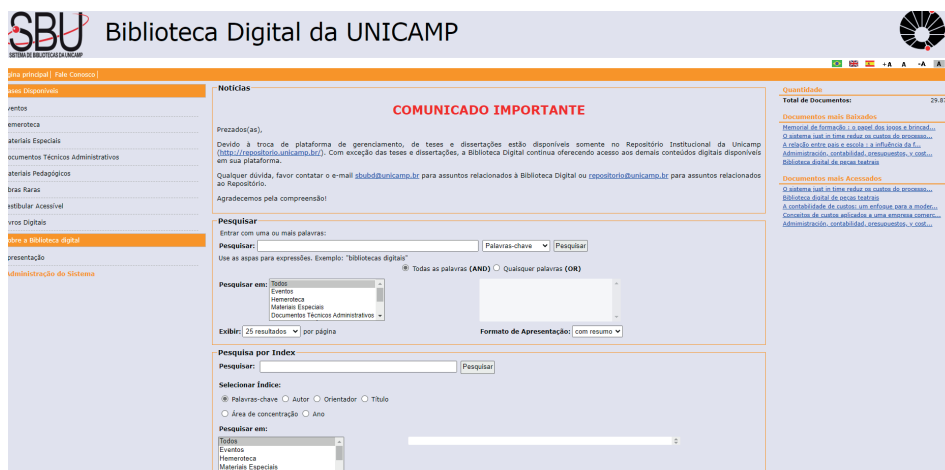 SBU
SISTEMA DE BIBLIOTECAS DA UNICAMP
Biblioteca Digital da UNICAMP
+A A -A A
gina principal| Fale Conosco|
ases Disponíveis
ventos
emeroteca
ateriais Especiais
ocumentos Técnicos Administrativos
ateriais Pedagógicos
bras Raras
estibular Acessível
vros Digitais
obre a Biblioteca digital
presentação
Administração do Sistema
Notícias
COMUNICADO IMPORTANTE
Prezados(as),
Devido à troca de plataforma de gerenciamento, de teses e dissertações estão disponíveis somente no Repositório Institucional da Unicamp
(http://repositorio.unicamp.br/). Com exceção das teses e dissertações, a Biblioteca Digital continua oferecendo acesso aos demais conteúdos digitais disponíveis
em sua plataforma.
Qualquer dúvida, favor contatar o e-mail sbubd@unicamp.br para assuntos relacionados à Biblioteca Digital ou repositorio@unicamp.br para assuntos relacionados
ao Repositório.
Agradecemos pela compreensão!
Pesquisar
Entrar com uma ou mais palavras:
Pesquisar: Palavras-chave Pesquisar
Use as aspas para expressões. Exemplo: "bibliotecas digitais"
Todas as palavras (AND) Quaisquer palavras (OR)
Pesquisar em: Todos
Eventos
Hemeroteca
Materiais Especiais
Documentos Técnicos Administrativos
Exibir: 25 resultados por página Formato de Apresentação: com resumo
Pesquisa por Index
Pesquisar: Pesquisar
Selecionar Índice:
Palavras-chave Autor Orientador Título
Área de concentração Ano
Pesquisar em:
Todos
Eventos
Hemeroteca
Materiais Especiais
Quantidade
Total de Documentos: 29.87
Documentos mais Baixados
Memorial de formação : o papel dos jogos e brincad...
O sistema just in time reduz os custos do processo...
A relação entre pais e escola : a influência da f...
Admimistración, contabilidad, presupuestos, y cost...
Biblioteca digital de peças teatrais
Documentos mais Acessados
O sistema just in time reduz os custos do processo...
Biblioteca digital de peças teatrais
A contabilidade de custos: um enfoque para a moder...
Conceitos de custos aplicados a uma empresa comerc...
Admimistración, contabilidad, presupuestos, y cost...